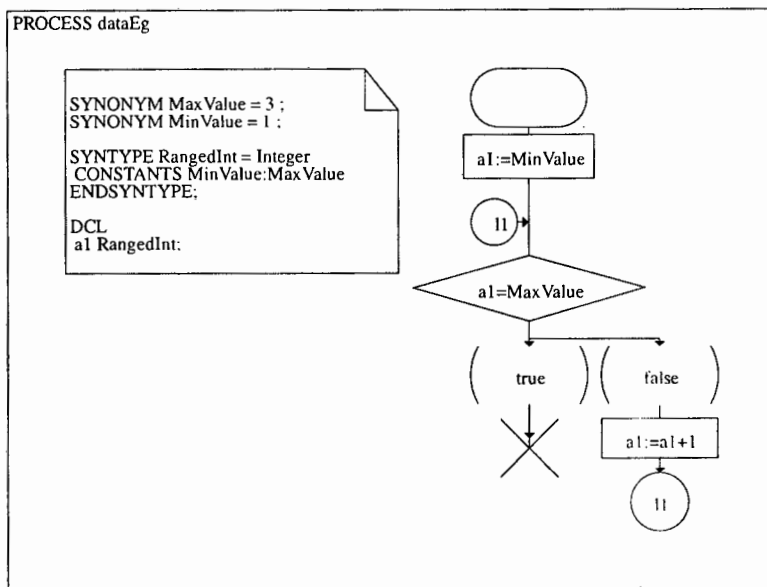 PROCESS dataEg
SYNONYM MaxValue = 3 ;
SYNONYM MinValue = 1 ;
SYNTYPE RangedInt = Integer
CONSTANTS MinValue:MaxValue
ENDSYNTYPE;
DCL
a1 RangedInt;
a1:=MinValue
l1
a1=MaxValue
( true )
( false )
a1:=a1+1
l1